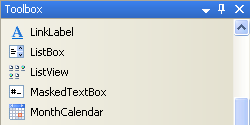 Toolbox
LinkLabel
ListBox
ListView
MaskedTextBox
MonthCalendar